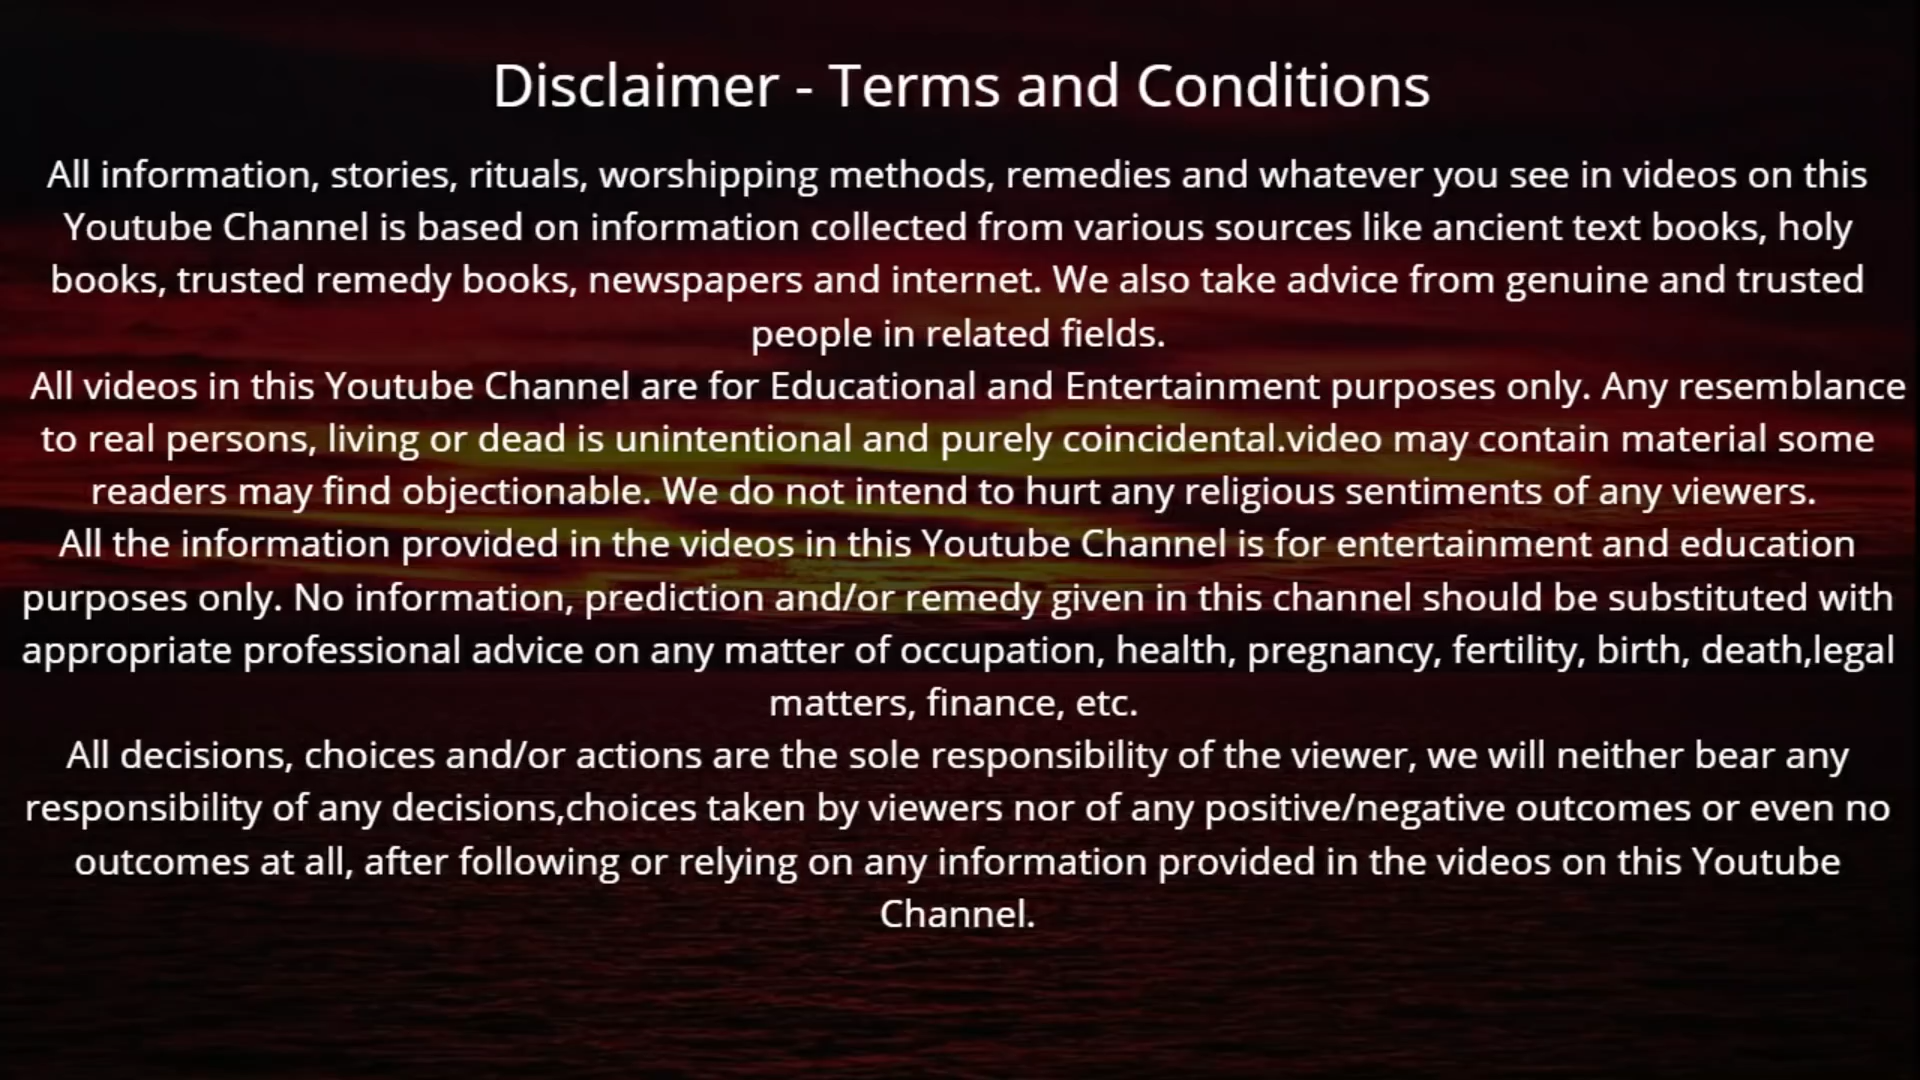 Disclaimer - Terms and Conditions
All information, stories, rituals, worshipping methods, remedies and whatever you see in videos on this
Youtube Channel is based on information collected from various sources like ancient text books, holy
books, trusted remedy books, newspapers and internet. We also take advice from genuine and trusted
people in related fields.
All videos in this Youtube Channel are for Educational and Entertainment purposes only. Any resemblance
to real persons, living or dead is unintentional and purely coincidental.video may contain material some
readers may find objectionable. We do not intend to hurt any religious sentiments of any viewers.
All the information provided in the videos in this Youtube Channel is for entertainment and education
purposes only. No information, prediction and/or remedy given in this channel should be substituted with
appropriate professional advice on any matter of occupation, health, pregnancy, fertility, birth, death,legal
matters, finance, etc.
All decisions, choices and/or actions are the sole responsibility of the viewer, we will neither bear any
responsibility of any decisions,choices taken by viewers nor of any positive/negative outcomes or even no
outcomes at all, after following or relying on any information provided in the videos on this Youtube
Channel.